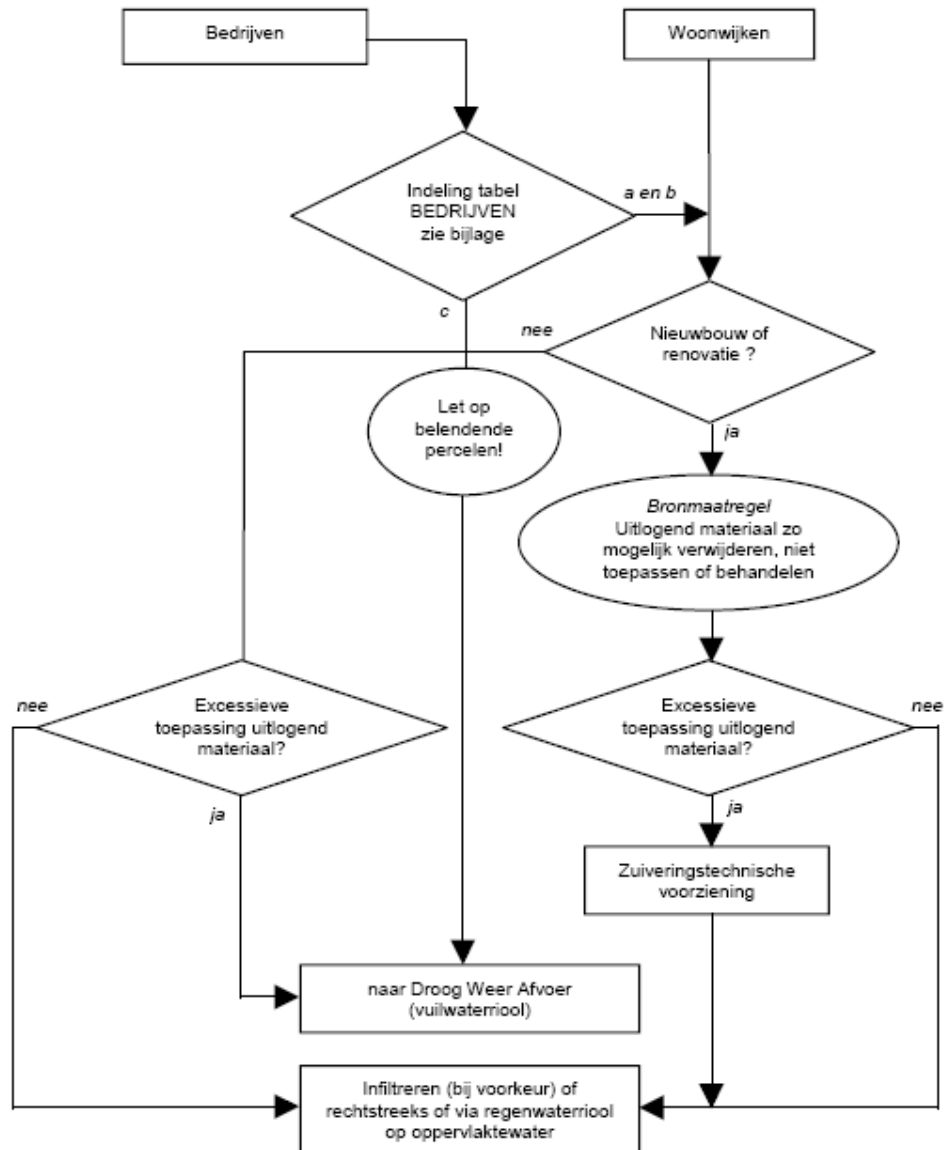 Bedrijven
Woonwijken
Indeling tabel
BEDRIJVEN
zie bijlage
a en b
c
nee
Nieuwbouw of
renovatie ?
Let op
belendende
percelen!
ja
Bronmaatregel
Uitlogend materiaal zo
mogelijk verwijderen, niet
toepassen of behandelen
nee
Excessieve
toepassing uitlogend
materiaal?
ja
Excessieve
toepassing uitlogend
materiaal?
nee
ja
Zuiveringstechnische
voorziening
naar Droog Weer Afvoer
(vuilwaterriool)
Infiltreren (bij voorkeur) of
rechtstreeks of via regenwaterriool
op oppervlaktewater